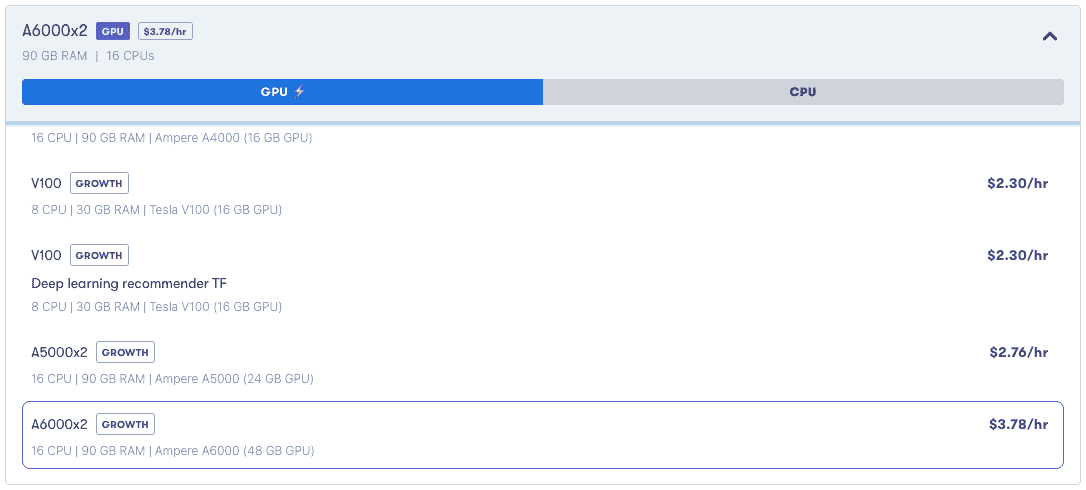 A6000x2 GPU $3.78/hr
90 GB RAM | 16 CPUs
GPU ⚡ CPU
16 CPU | 90 GB RAM | Ampere A4000 (16 GB GPU)
V100 GROWTH $2.30/hr
8 CPU | 30 GB RAM | Tesla V100 (16 GB GPU)
V100 GROWTH $2.30/hr
Deep learning recommender TF
8 CPU | 30 GB RAM | Tesla V100 (16 GB GPU)
A5000x2 GROWTH $2.76/hr
16 CPU | 90 GB RAM | Ampere A5000 (24 GB GPU)
A6000x2 GROWTH $3.78/hr
16 CPU | 90 GB RAM | Ampere A6000 (48 GB GPU)